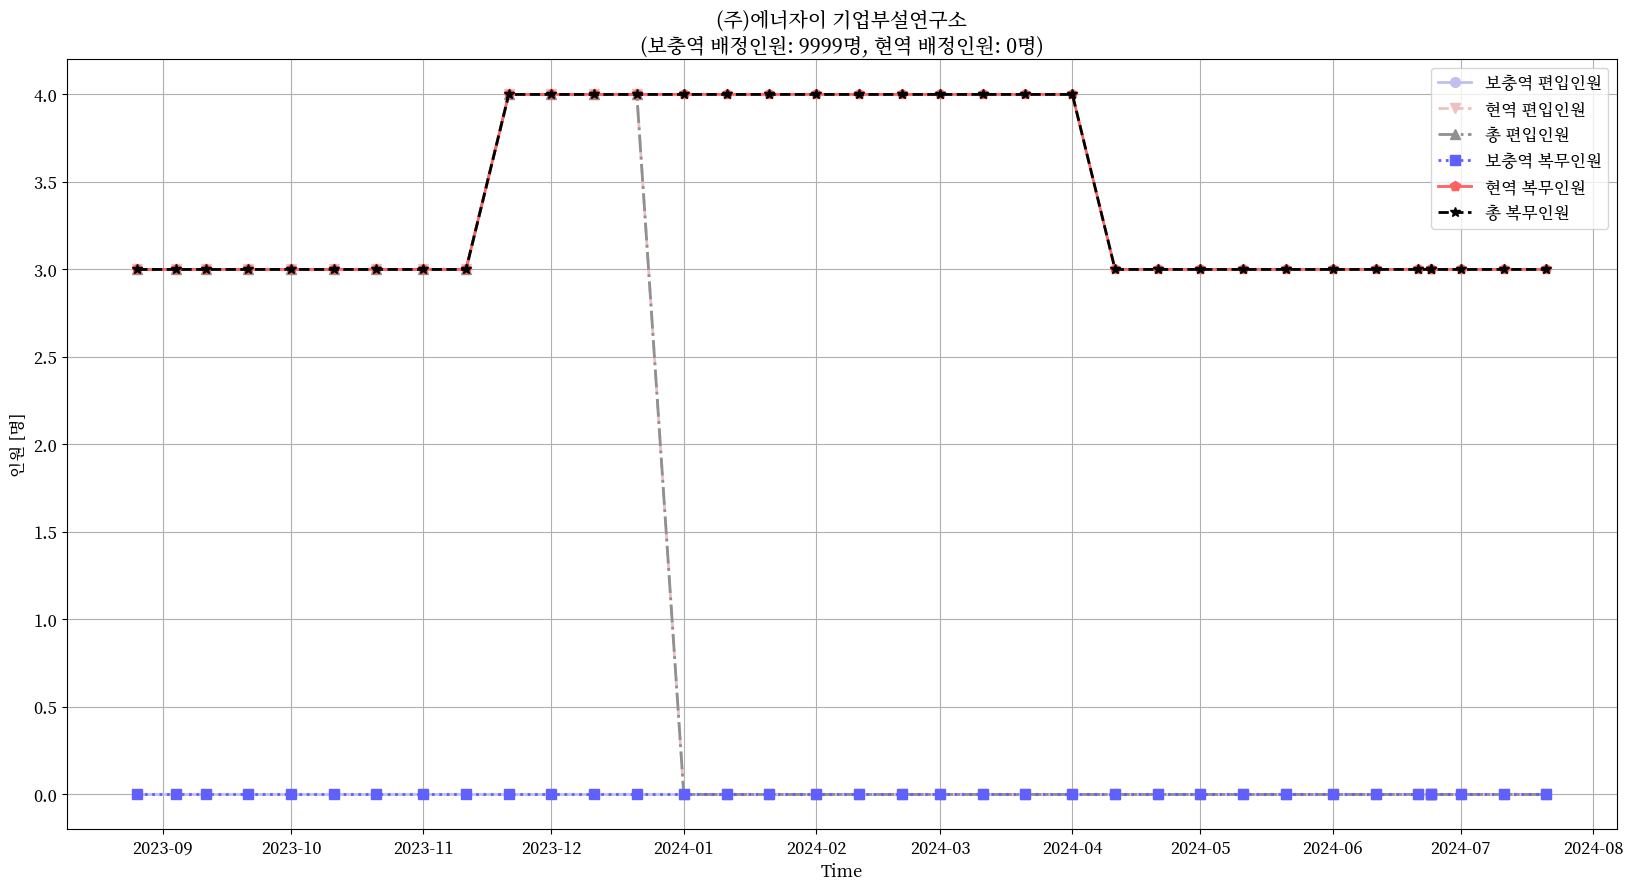 (주)에너자이 기업부설연구소
(보충역 배정인원: 9999명, 현역 배정인원: 0명)
보충역 편입인원
현역 편입인원
총 편입인원
보충역 복무인원
현역 복무인원
총 복무인원
인원 [명]
4.0
3.5
3.0
2.5
2.0
1.5
1.0
0.5
0.0
2023-09 2023-10 2023-11 2023-12 2024-01 2024-02 2024-03 2024-04 2024-05 2024-06 2024-07 2024-08
Time